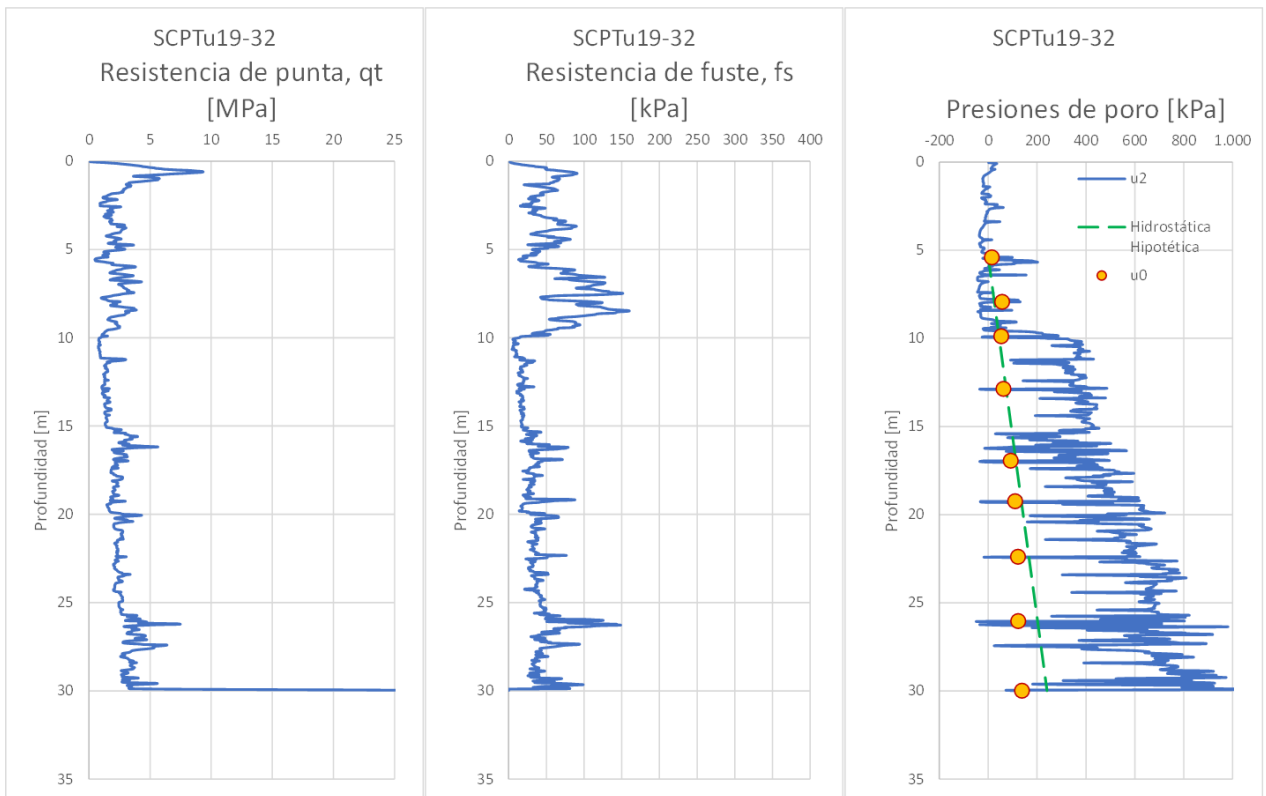 SCPTu19-32
Resistencia de punta, qt
[MPa]
0 5 10 15 20 25
0
5
10
15
20
25
30
35
Profundidad [m]
SCPTu19-32
Resistencia de fuste, fs
[kPa]
0 50 100 150 200 250 300 350 400
0
5
10
15
20
25
30
35
Profundidad [m]
SCPTu19-32
Presiones de poro [kPa]
-200 0 200 400 600 800 1.000
0
5
10
15
20
25
30
35
Profundidad [m]
u2
Hidrostática
Hipotética
u0